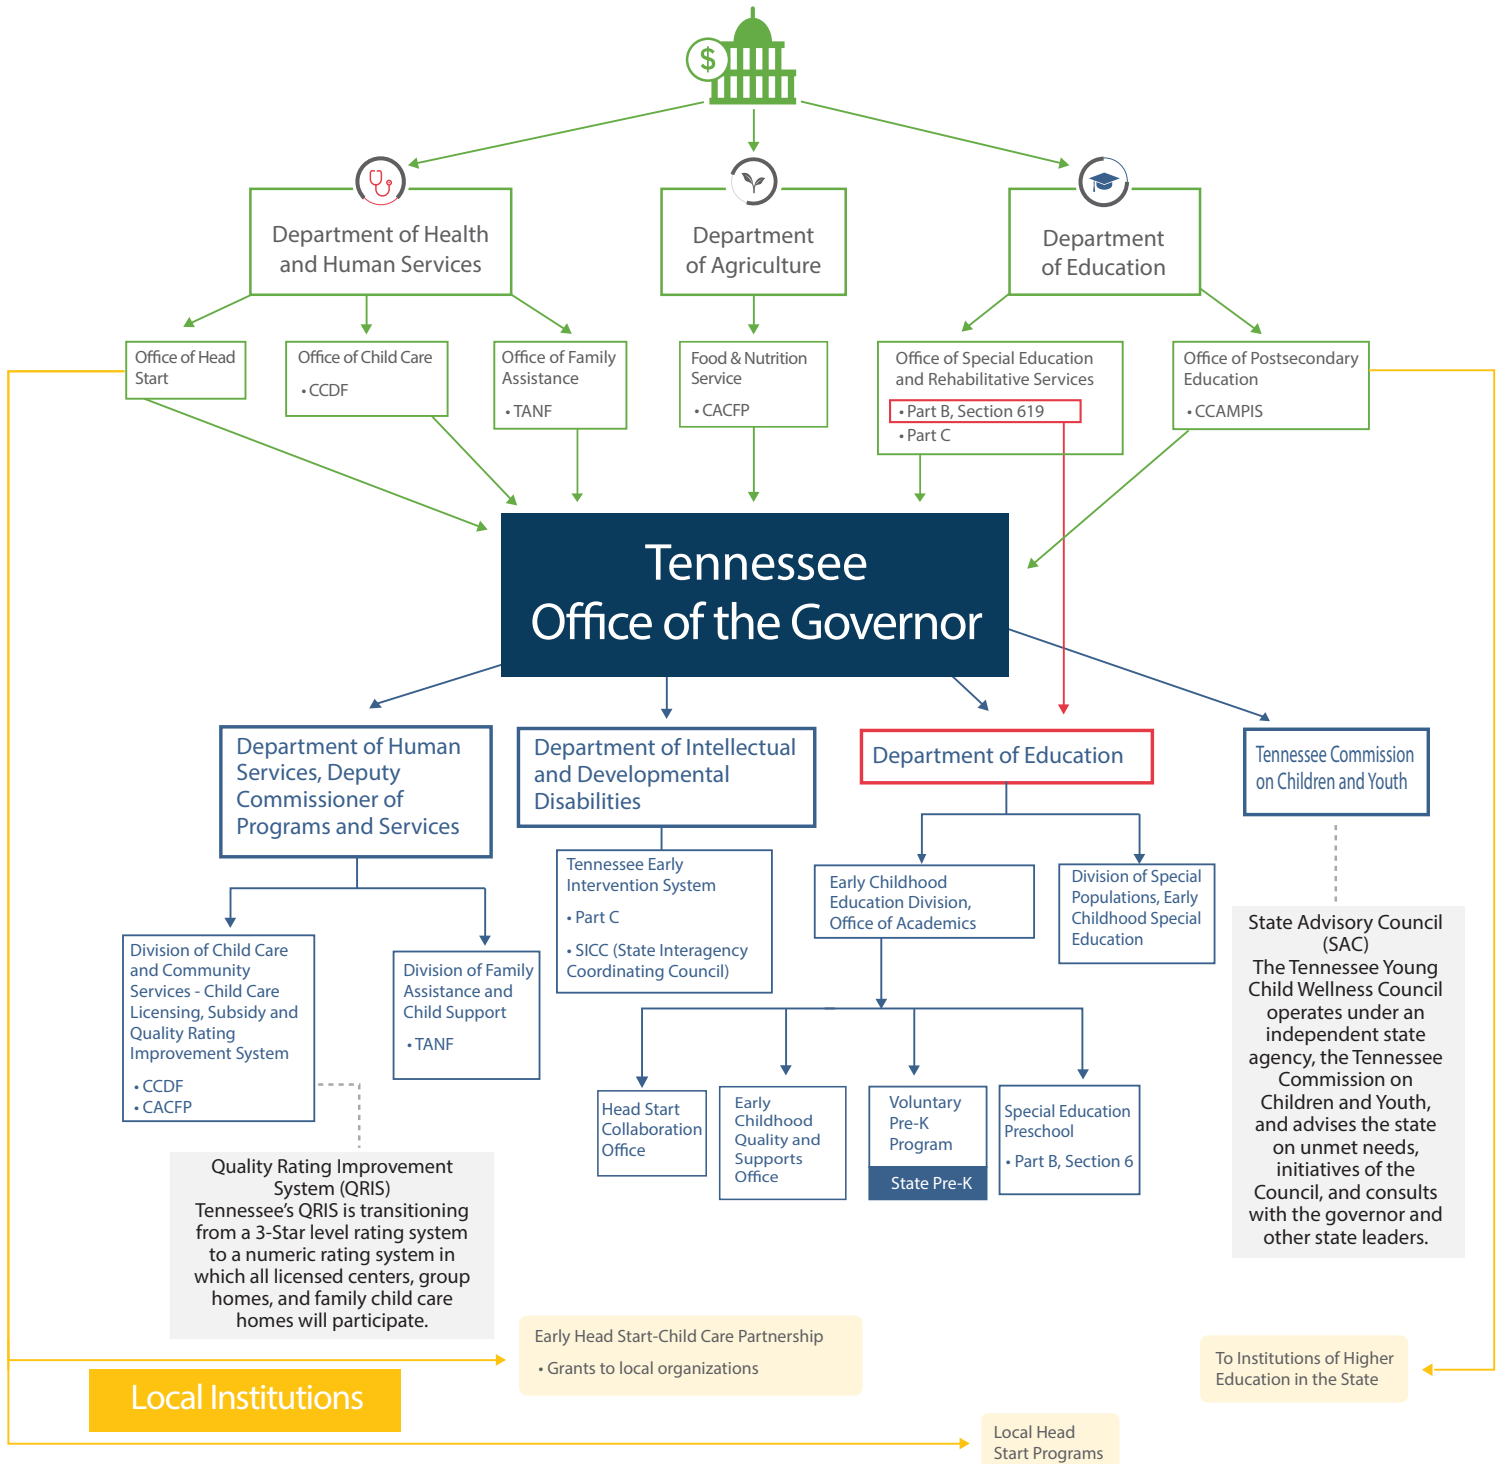 $
Department of Health
and Human Services
Department
of Agriculture
Department
of Education
Office of Head
Start
Office of Child Care
• CCDF
Office of Family
Assistance
• TANF
Food & Nutrition
Service
• CACFP
Office of Special Education
and Rehabilitative Services
• Part B, Section 619
• Part C
Office of Postsecondary
Education
• CCAMPIS
Tennessee
Office of the Governor
Department of Human
Services, Deputy
Commissioner of
Programs and Services
Department of Intellectual
and Developmental
Disabilities
Department of Education
Tennessee Commission
on Children and Youth
Division of Child Care
and Community
Services - Child Care
Licensing, Subsidy and
Quality Rating
Improvement System
• CCDF
• CACFP
Division of Family
Assistance and
Child Support
• TANF
Tennessee Early
Intervention System
• Part C
• SICC (State Interagency
Coordinating Council)
Early Childhood
Education Division,
Office of Academics
Division of Special
Populations, Early
Childhood Special
Education
State Advisory Council
(SAC)
The Tennessee Young
Child Wellness Council
operates under an
independent state
agency, the Tennessee
Commission on
Children and Youth,
and advises the state
on unmet needs,
initiatives of the
Council, and consults
with the governor and
other state leaders.
Head Start
Collaboration
Office
Early
Childhood
Quality and
Supports
Office
Voluntary
Pre-K
Program
State Pre-K
Special Education
Preschool
• Part B, Section 6
Quality Rating Improvement
System (QRIS)
Tennessee’s QRIS is transitioning
from a 3-Star level rating system
to a numeric rating system in
which all licensed centers, group
homes, and family child care
homes will participate.
Early Head Start-Child Care Partnership
• Grants to local organizations
To Institutions of Higher
Education in the State
Local Institutions
Local Head
Start Programs